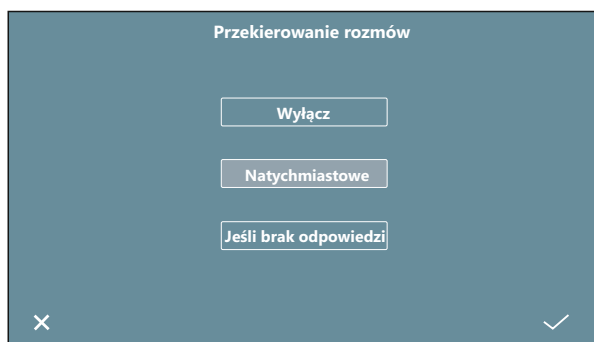 Przekierowanie rozmów
Wyłącz
Natychmiastowe
Jeśli brak odpowiedzi